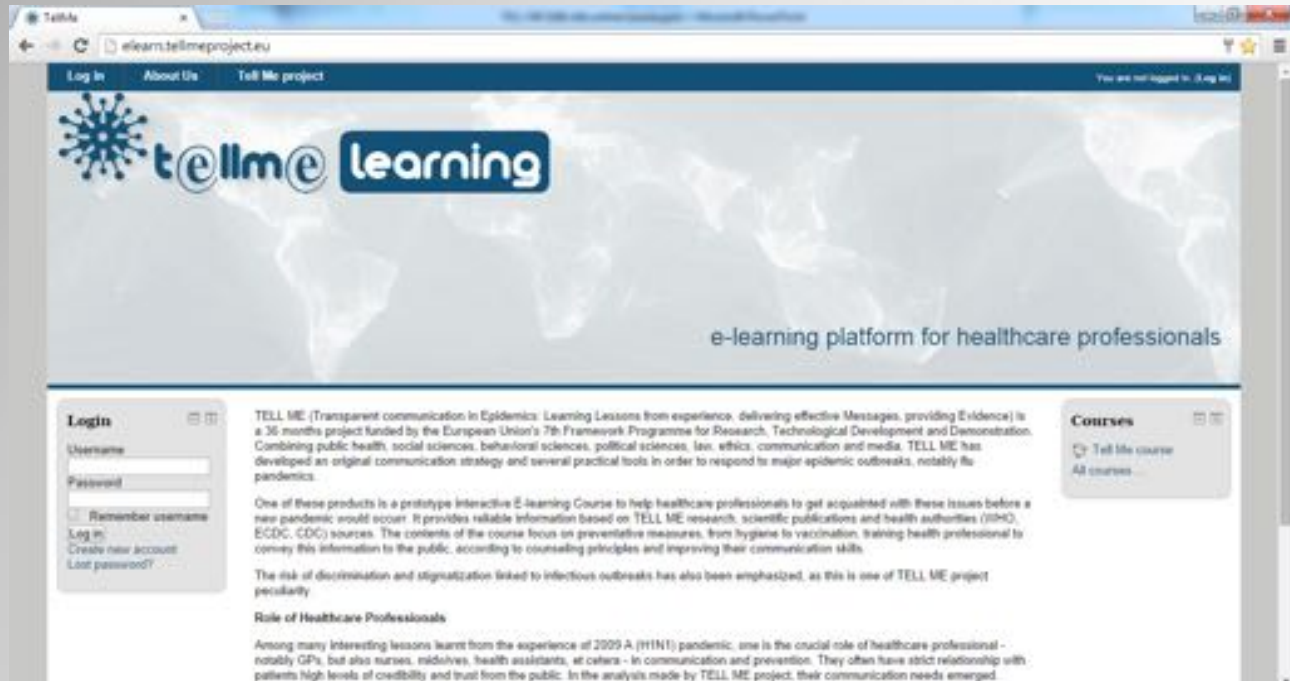 TellMe
elearn.tellmeproject.eu
Log in About Us Tell Me project
You are not logged in. (Log in)
tellme learning
e-learning platform for healthcare professionals
Login
Username
Password
Remember username
Log in
Create new account
Lost password?
TELL ME (Transparent communication in Epidemics: Learning Lessons from experience, delivering effective Messages, providing Evidence) is
a 36 months project funded by the European Union's 7th Framework Programme for Research, Technological Development and Demonstration.
Combining public health, social sciences, behavioral sciences, political sciences, law, ethics, communication and media, TELL ME has
developed an original communication strategy and several practical tools in order to respond to major epidemic outbreaks, notably flu
pandemics.
One of these products is a prototype interactive E-learning Course to help healthcare professionals to get acquainted with these issues before a
new pandemic would occurr. It provides reliable information based on TELL ME research, scientific publications and health authorities (WHO,
ECDC, CDC) sources. The contents of the course focus on preventative measures, from hygiene to vaccination, training health professional to
convey this information to the public, according to counseling principles and improving their communication skills.
The risk of discrimination and stigmatization linked to infectious outbreaks has also been emphasized, as this is one of TELL ME project
peculiarity.
Role of Healthcare Professionals
Among many interesting lessons learnt from the experience of 2009 A (H1N1) pandemic, one is the crucial role of healthcare professional -
notably GPs, but also nurses, midwives, health assistants, et cetera - in communication and prevention. They often have strict relationship with
patients high levels of credibility and trust from the public. In the analysis made by TELL ME project, their communication needs emerged.
Courses
Tell Me course
All courses ...